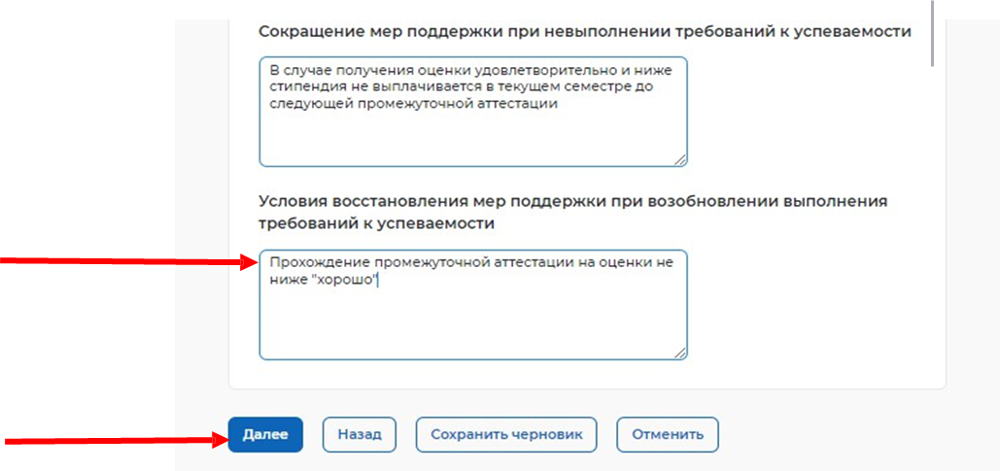 Сокращение мер поддержки при невыполнении требований к успеваемости
В случае получения оценки удовлетворительно и ниже
стипендия не выплачивается в текущем семестре до
следующей промежуточной аттестации
Условия восстановления мер поддержки при возобновлении выполнения
требований к успеваемости
Прохождение промежуточной аттестации на оценки не
ниже "хорошо"
Далее Назад Сохранить черновик Отменить